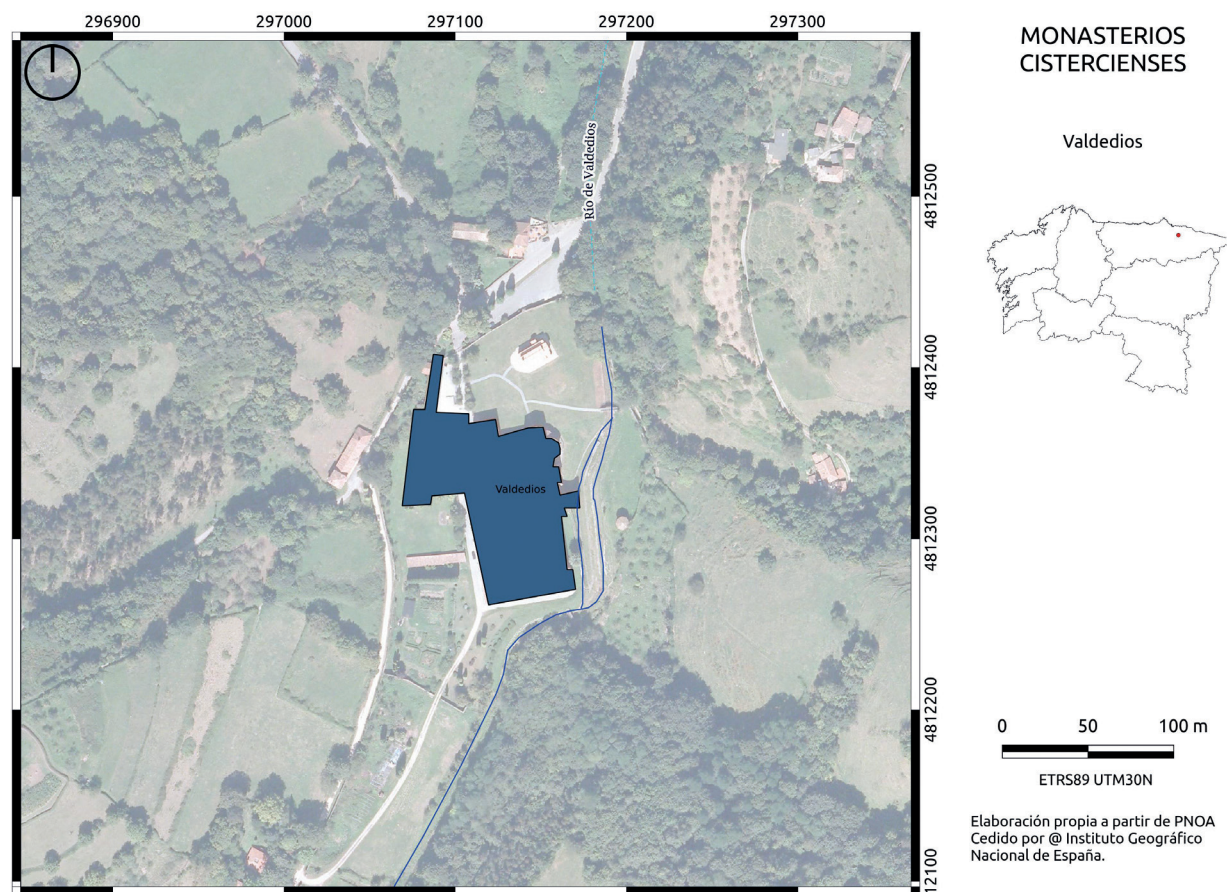 296900 297000 297100 297200 297300
MONASTERIOS
CISTERCIENSES
Valdedios
Río de Valdedios
4812500
4812400
Valdedios
4812300
4812200
12100
0 50 100 m
ETRS89 UTM30N
Elaboración propia a partir de PNOA
Cedido por @ Instituto Geográfico
Nacional de España.